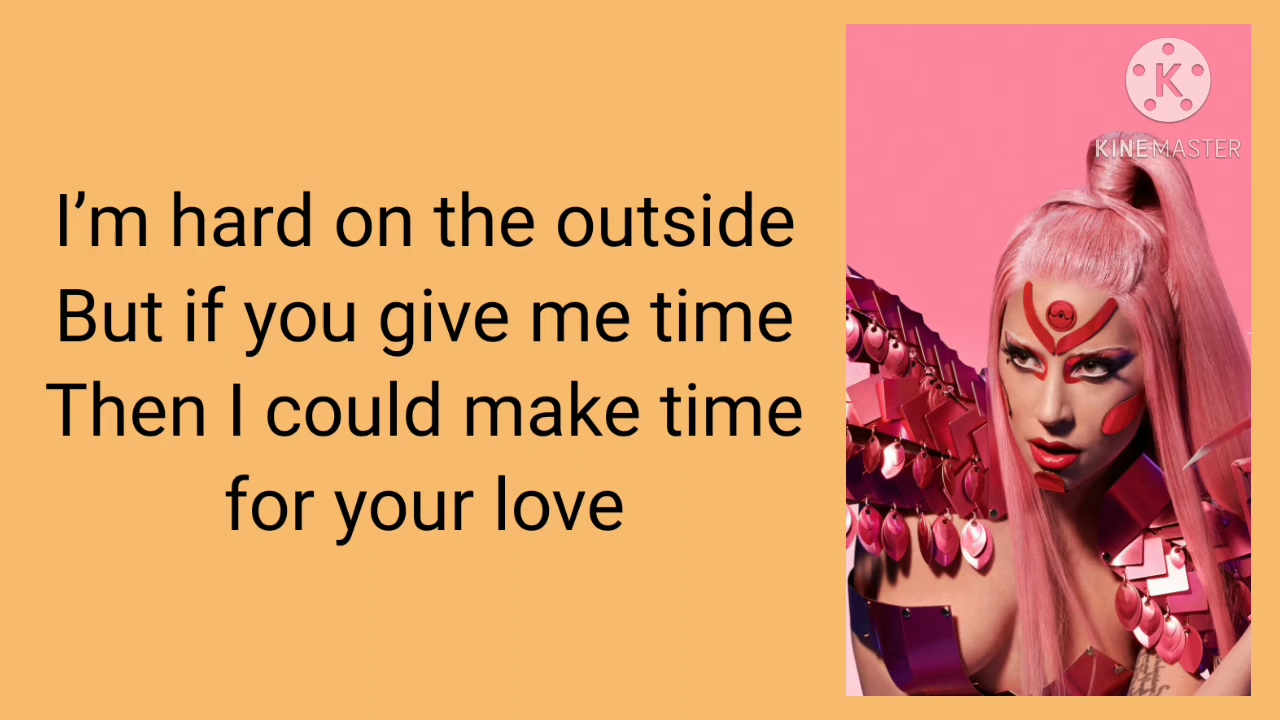 I’m hard on the outside
But if you give me time
Then I could make time
for your love
K
KINEMASTER